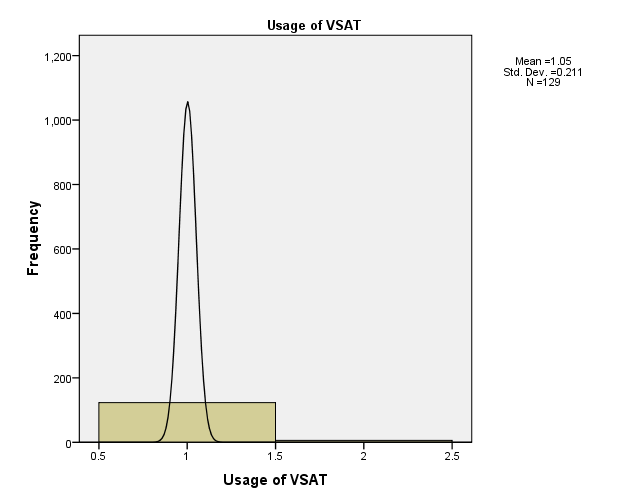 Usage of VSAT
Mean =1.05
Std. Dev. =0.211
N =129
1,200
1,000
800
600
400
200
0
Frequency
0.5 1 1.5 2 2.5
Usage of VSAT